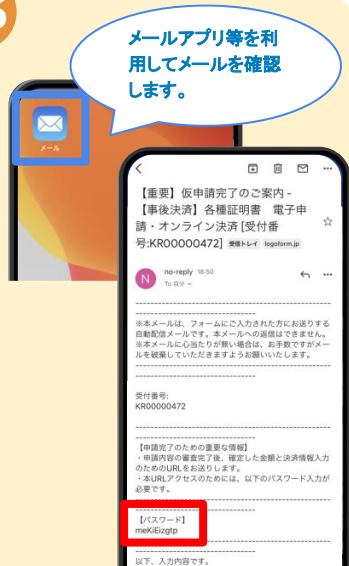 メールアプリ等を利
用してメールを確認
します。
メール
【重要】仮申請完了のご案内 -
【事後決済】各種証明書　電子申
請・オンライン決済 [受付番
号:KR00000472] 受信トレイ logoform.jp
N
no-reply 18:50
To 自分
※本メールは、フォームにご入力された方にお送りする
自動配信メールです。本メールへの返信はできません。
※本メールに心当たりが無い場合は、お手数ですがメー
ルを破棄していただきますようお願いいたします。
受付番号:
KR00000472
【申請完了のための重要な情報】
・申請内容の審査完了後、確定した金額と決済情報入力
のためのURLをお送りします。
・本URLアクセスのためには、以下のパスワード入力が
必要です。
【パスワード】
meKiEizgtp
以下、入力内容です。